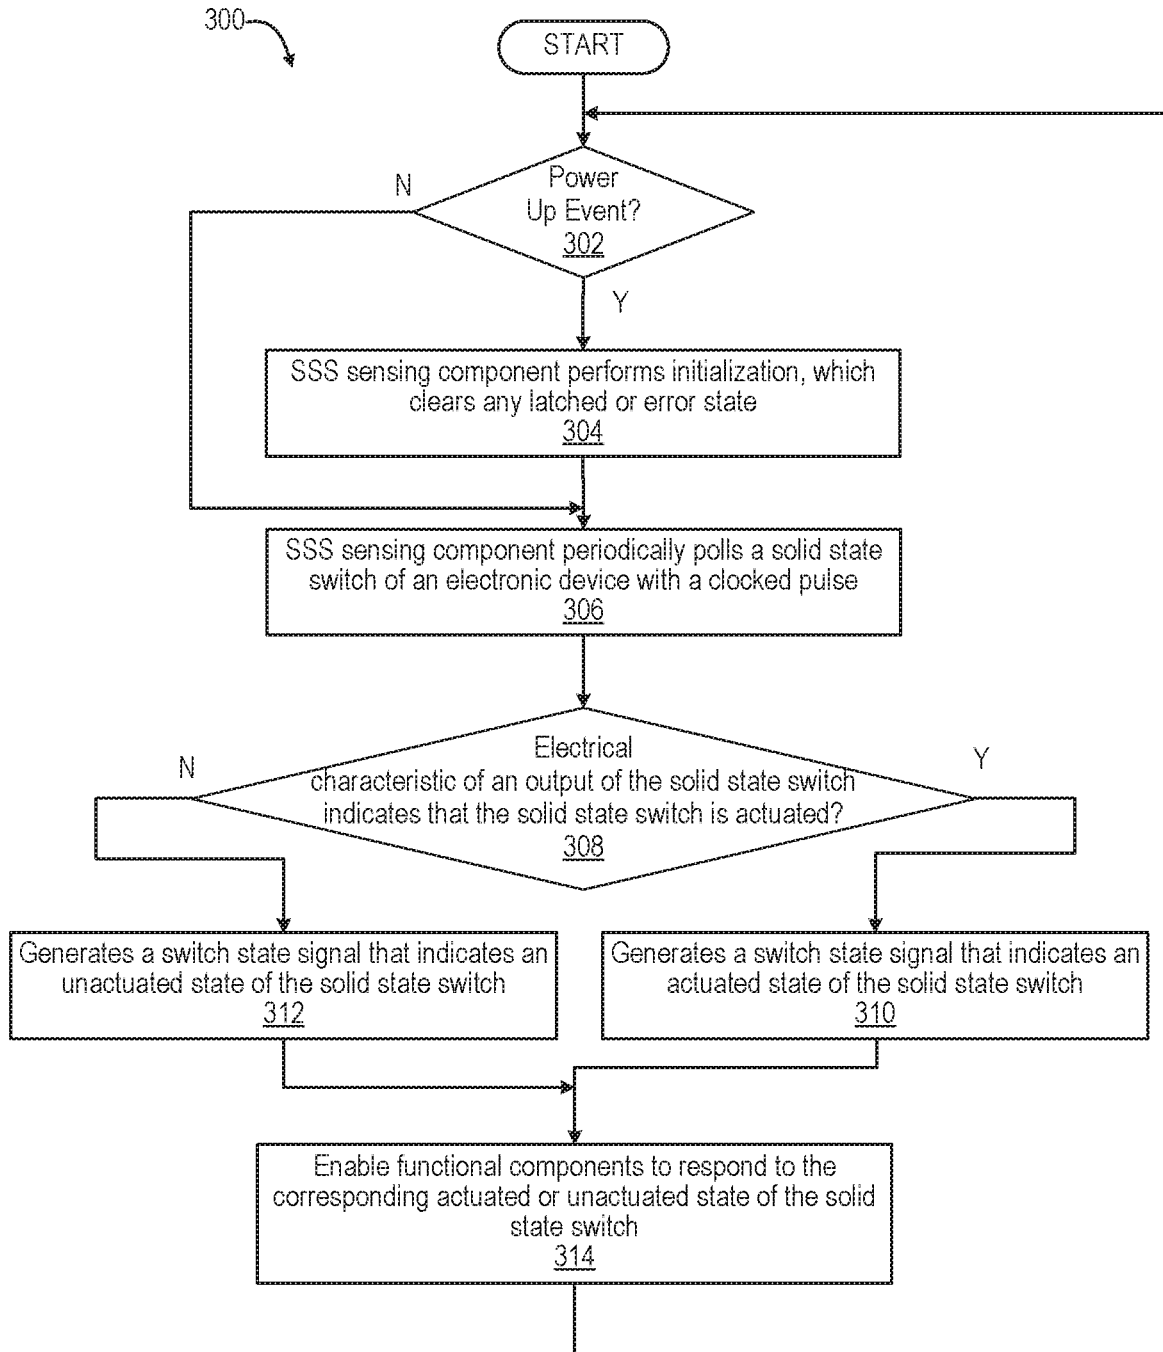 300
START
Power
Up Event?
302
N
Y
SSS sensing component performs initialization, which
clears any latched or error state
304
SSS sensing component periodically polls a solid state
switch of an electronic device with a clocked pulse
306
Electrical
characteristic of an output of the solid state switch
indicates that the solid state switch is actuated?
308
N
Y
Generates a switch state signal that indicates an
unactuated state of the solid state switch
312
Generates a switch state signal that indicates an
actuated state of the solid state switch
310
Enable functional components to respond to the
corresponding actuated or unactuated state of the solid
state switch
314